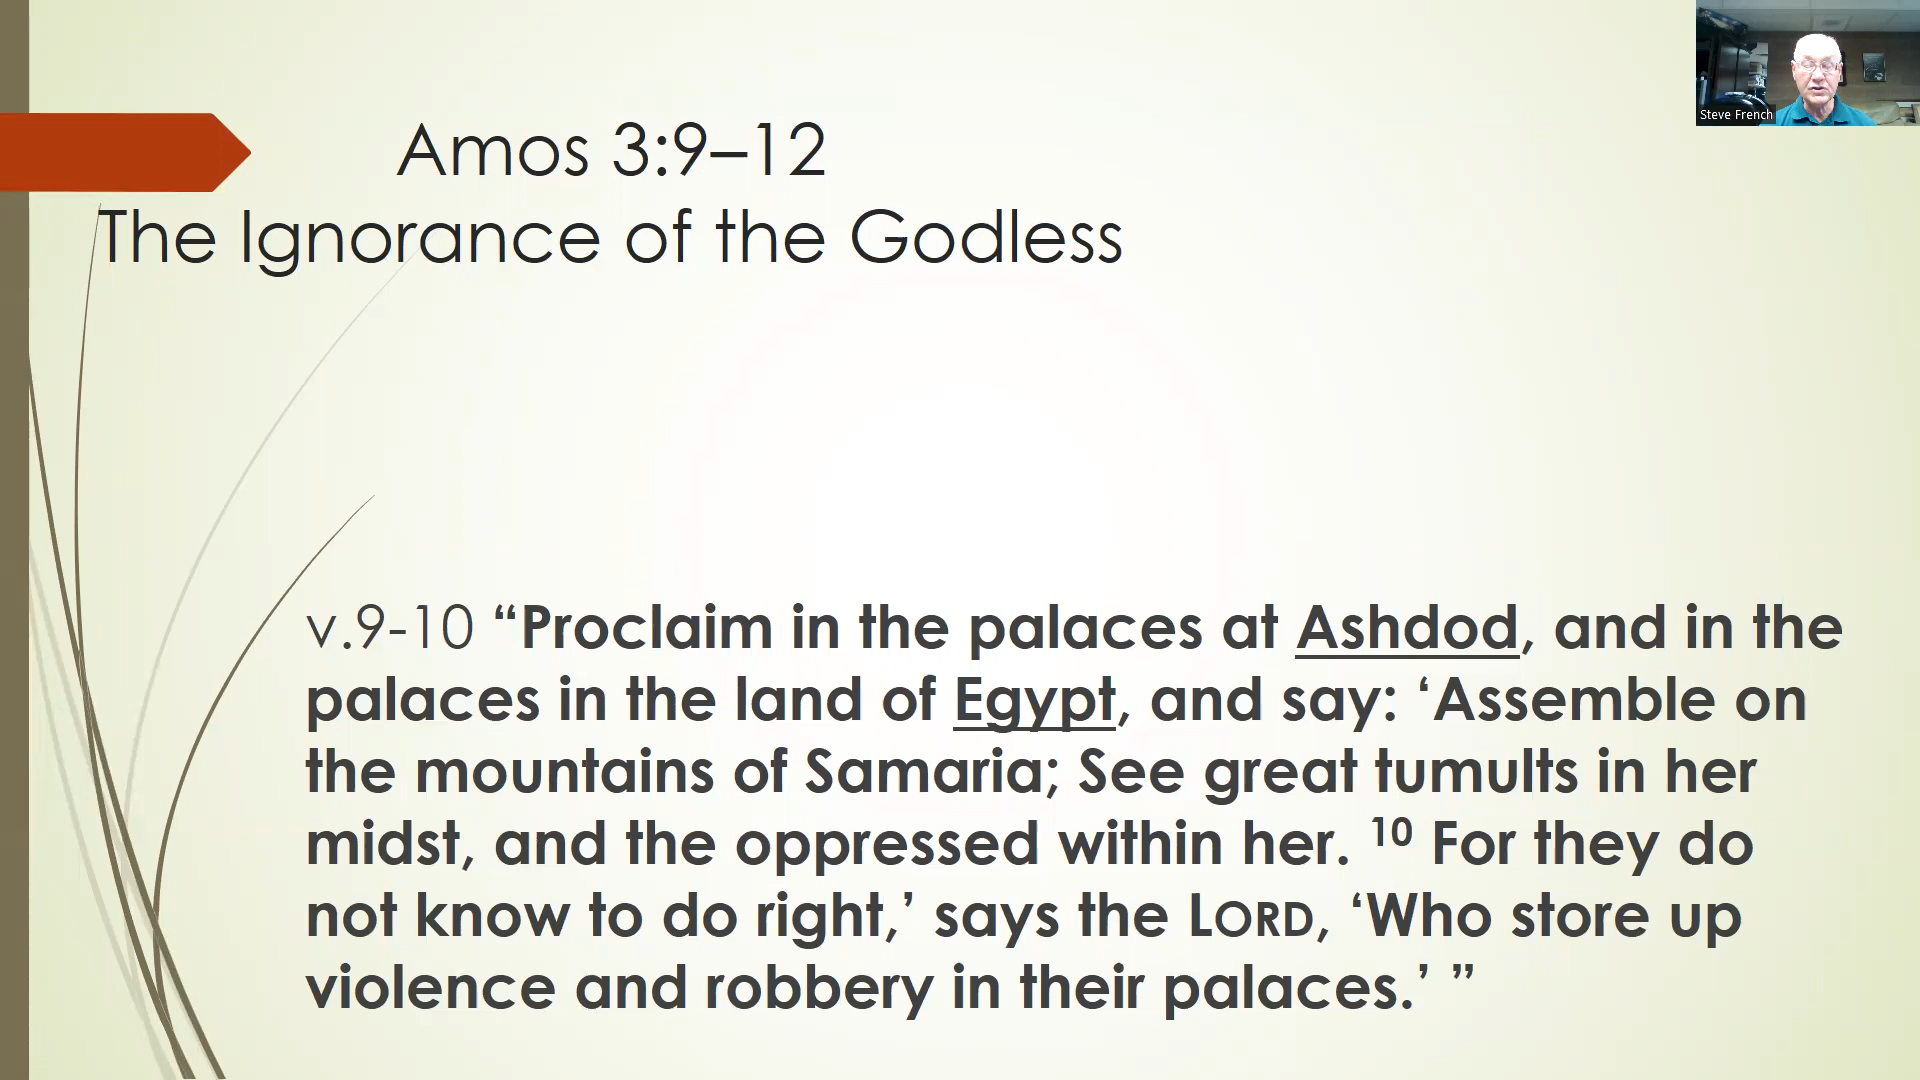 Steve French
Amos 3:9–12
The Ignorance of the Godless
v.9-10 “Proclaim in the palaces at Ashdod, and in the
palaces in the land of Egypt, and say: ‘Assemble on
the mountains of Samaria; See great tumults in her
midst, and the oppressed within her. ¹⁰ For they do
not know to do right,’ says the LORD, ‘Who store up
violence and robbery in their palaces.’ ”